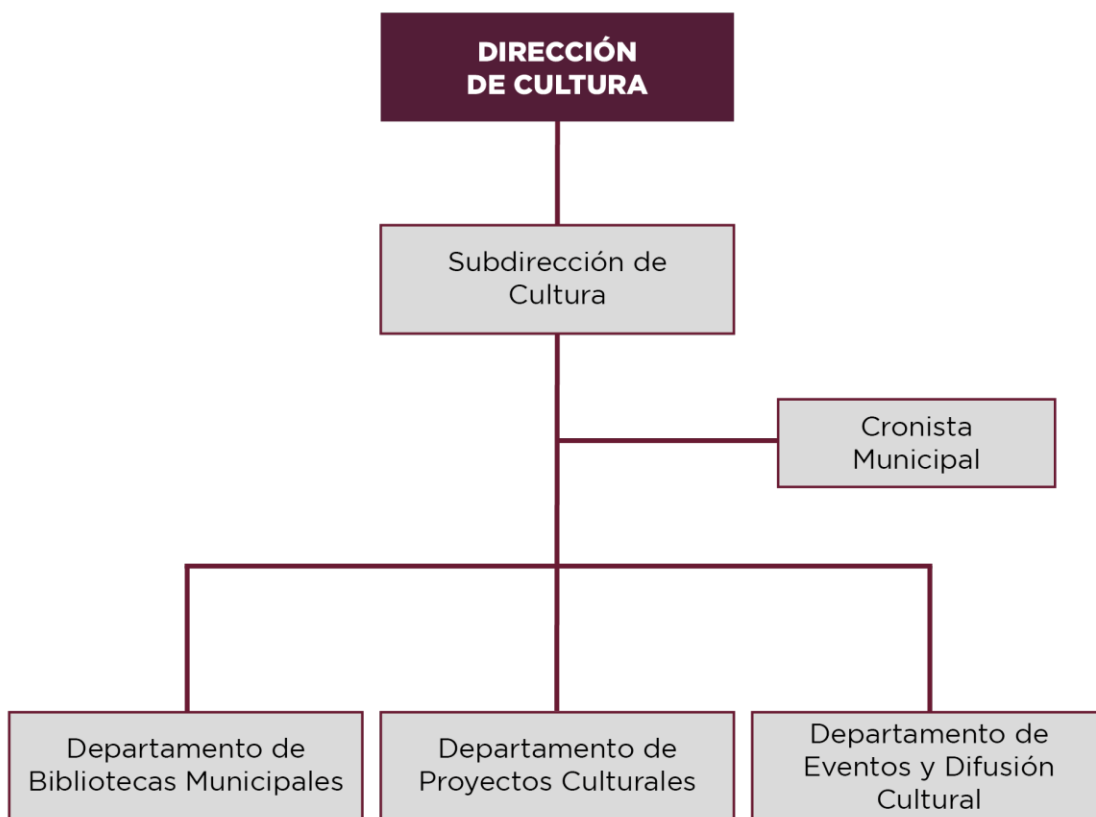 DIRECCIÓN
DE CULTURA
Subdirección de
Cultura
Cronista
Municipal
Departamento de
Bibliotecas Municipales
Departamento de
Proyectos Culturales
Departamento de
Eventos y Difusión
Cultural